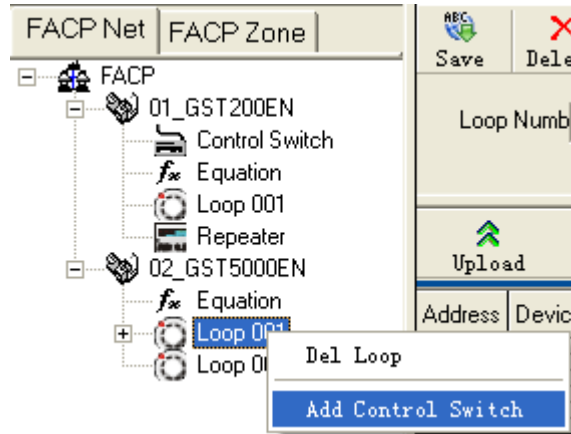 FACP Net FACP Zone
Save
Loop Numb
Upload
Address Devic
FACP
01_GST200EN
Control Switch
Equation
Loop 001
Repeater
02_GST5000EN
Equation
Loop 001
Loop
Del Loop
Add Control Switch